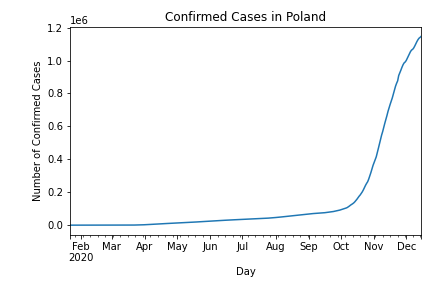 Confirmed Cases in Poland
1e6
1.2
1.0
0.8
0.6
0.4
0.2
0.0
Number of Confirmed Cases
Feb Mar Apr May Jun Jul Aug Sep Oct Nov Dec
2020
Day